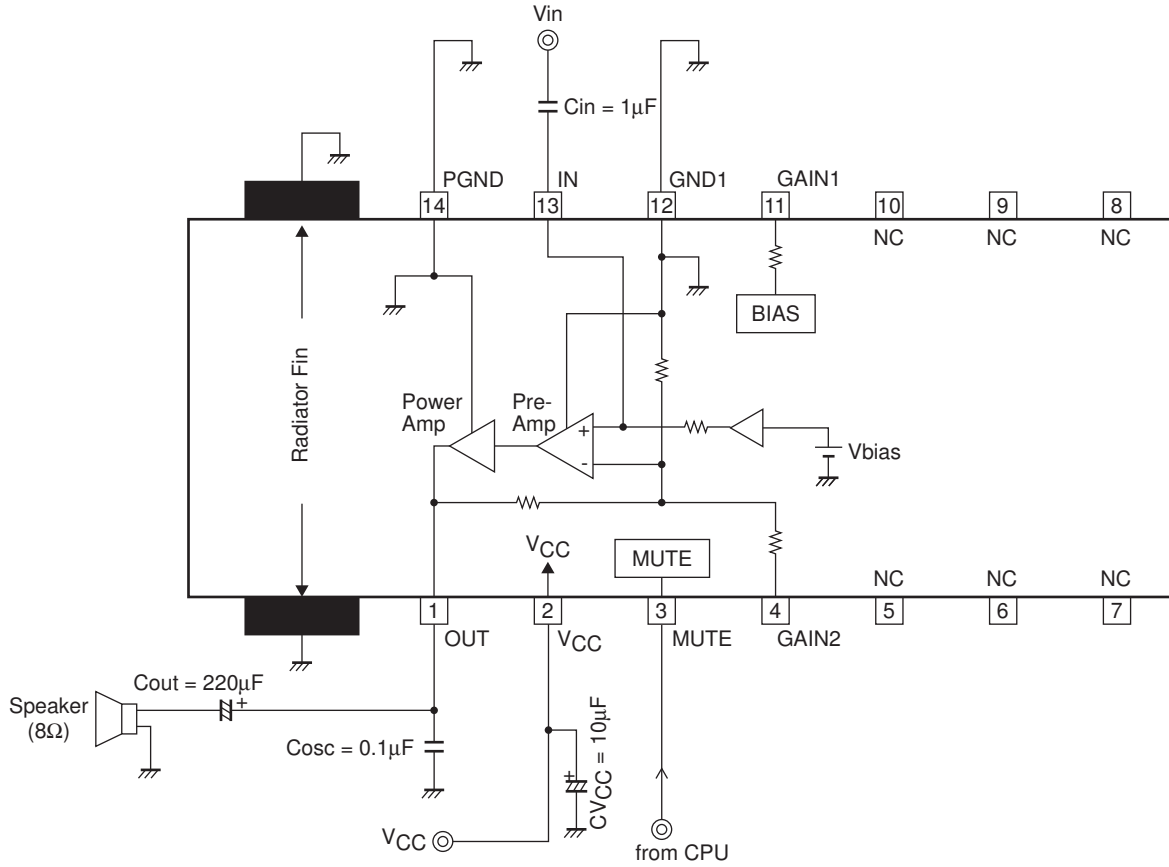 Vin
Cin = 1μF
PGND
IN
GND1
GAIN1
14
13
12
11
10
9
8
NC
NC
NC
BIAS
Radiator Fin
Power
Amp
Pre-
Amp
+
-
Vbias
VCC
MUTE
NC
NC
NC
1
2
3
4
5
6
7
OUT
VCC
MUTE
GAIN2
Cout = 220μF
+
Speaker
(8Ω)
Cosc = 0.1μF
+
CVCC = 10μF
VCC
from CPU